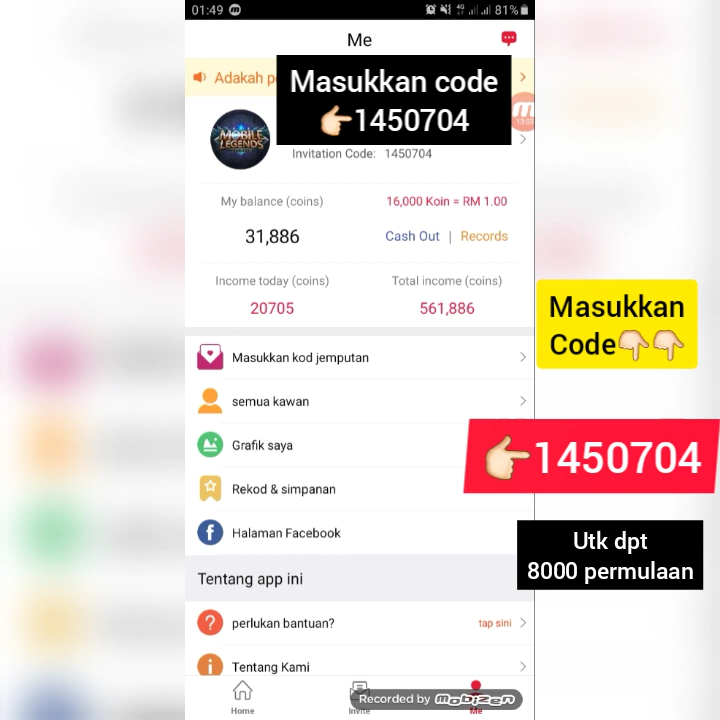 01:49
4G
81%
Me
Adakah p
Masukkan code
👉1450704
13:03
Invitation Code: 1450704
MOBILE
LEGENDS
My balance (coins)
16,000 Koin = RM 1.00
31,886
Cash Out | Records
Income today (coins)
Total income (coins)
20705
561,886
Masukkan
Code👇👇
Masukkan kod jemputan
semua kawan
Grafik saya
👉1450704
Rekod & simpanan
Halaman Facebook
Utk dpt
8000 permulaan
Tentang app ini
perlukan bantuan?
tap sini
Tentang Kami
Home
Invite
Me
Recorded by Mobizen